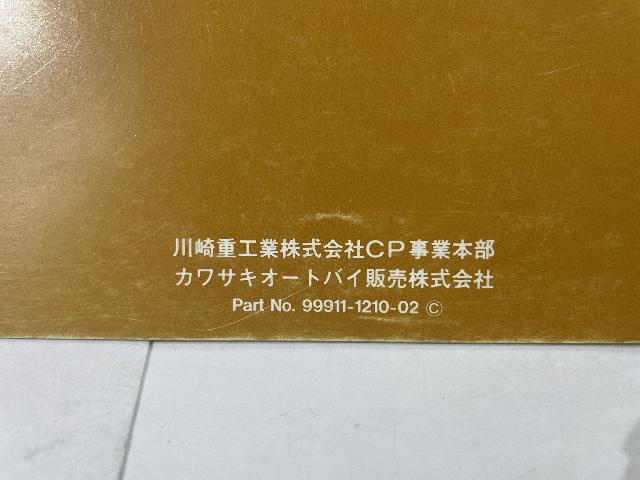 川崎重工業株式会社CP事業本部
カワサキオートバイ販売株式会社
Part No. 99911-1210-02 ©